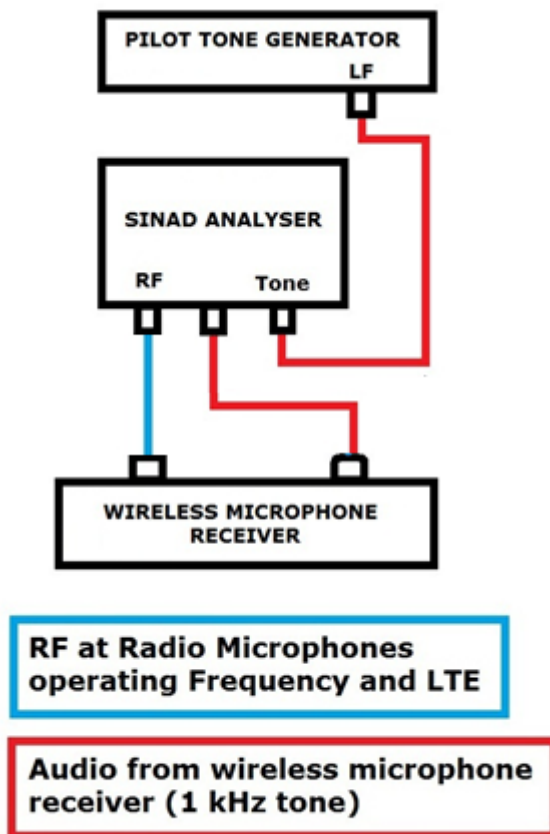 PILOT TONE GENERATOR
LF
SINAD ANALYSER
RF
Tone
WIRELESS MICROPHONE
RECEIVER
RF at Radio Microphones
operating Frequency and LTE
Audio from wireless microphone
receiver (1 kHz tone)